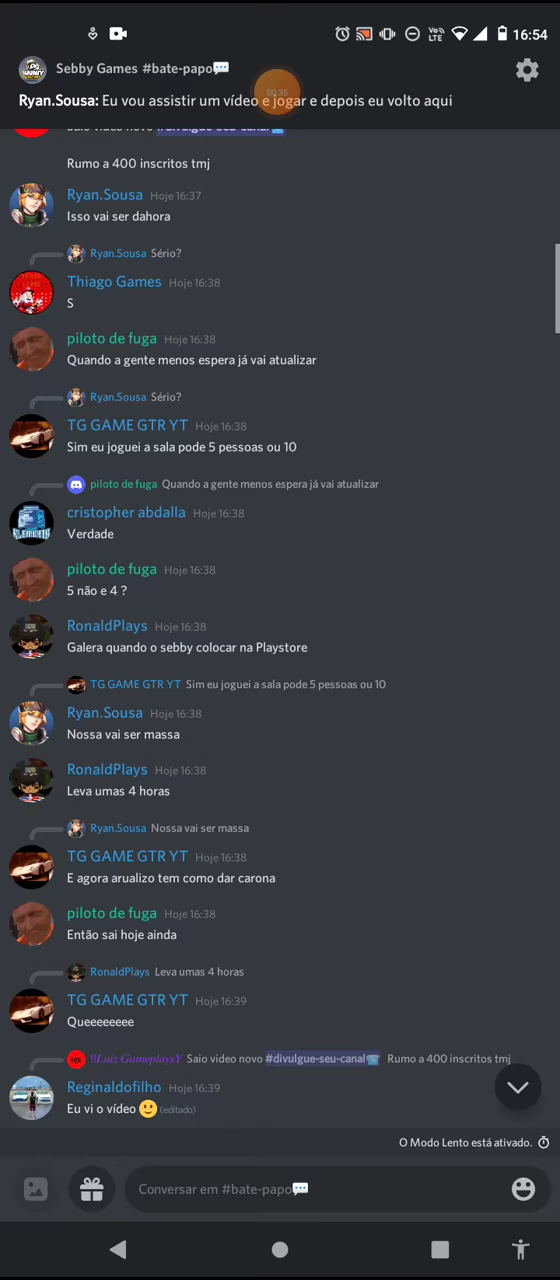 16:54
Sebby Games #bate-papo💬
Ryan.Sousa: Eu vou assistir um vídeo e jogar e depois eu volto aqui
00:35
Saio video novo #divulgue-seu-canal
Rumo a 400 inscritos tmj
Ryan.Sousa Hoje 16:37
Isso vai ser dahora
Ryan.Sousa Sério?
Thiago Games Hoje 16:38
S
piloto de fuga Hoje 16:38
Quando a gente menos espera já vai atualizar
Ryan.Sousa Sério?
TG GAME GTR YT Hoje 16:38
Sim eu joguei a sala pode 5 pessoas ou 10
piloto de fuga Quando a gente menos espera já vai atualizar
cristopher abdalla Hoje 16:38
Verdade
piloto de fuga Hoje 16:38
5 não e 4 ?
RonaldPlays Hoje 16:38
Galera quando o sebby colocar na Playstore
TG GAME GTR YT Sim eu joguei a sala pode 5 pessoas ou 10
Ryan.Sousa Hoje 16:38
Nossa vai ser massa
RonaldPlays Hoje 16:38
Leva umas 4 horas
Ryan.Sousa Nossa vai ser massa
TG GAME GTR YT Hoje 16:38
E agora arualizo tem como dar carona
piloto de fuga Hoje 16:38
Então sai hoje ainda
RonaldPlays Leva umas 4 horas
TG GAME GTR YT Hoje 16:39
Queeeeeeee
!!Luiz GameplaysY Saio video novo #divulgue-seu-canal Rumo a 400 inscritos tmj
Reginaldofilho Hoje 16:39
Eu vi o vídeo 🙂 (editado)
O Modo Lento está ativado.
Conversar em #bate-papo💬